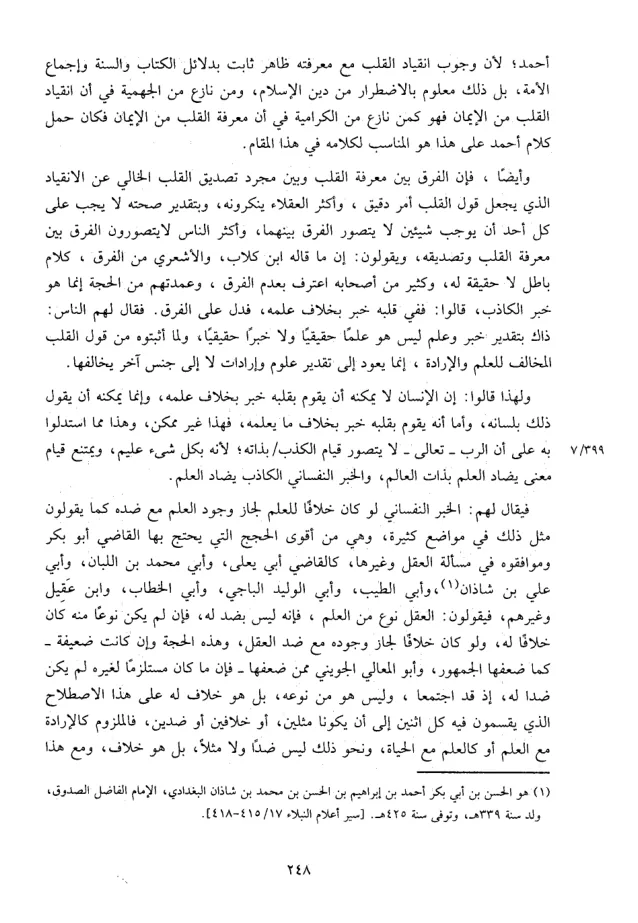 أحمد؛ لأن وجوب انقياد القلب مع معرفته ظاهر ثابت بدلائل الكتاب والسنة وإجماع
الأمة، بل ذلك معلوم بالاضطرار من دين الإسلام، ومن نازع من الجهمية في أن انقياد
القلب من الإيمان فهو كمن نازع من الكرامية في أن معرفة القلب من الإيمان فكان حمل
كلام أحمد على هذا هو المناسب لكلامه في هذا المقام.
وأيضًا ، فإن الفرق بين معرفة القلب وبين مجرد تصديق القلب الخالي عن الانقياد
الذي يجعل قول القلب أمر دقيق ، وأكثر العقلاء ينكرونه، وبتقدير صحته لا يجب على
كل أحد أن يوجب شيئين لا يتصور الفرق بينهما، وأكثر الناس لايتصورون الفرق بين
معرفة القلب وتصديقه، ويقولون: إن ما قاله ابن كلاب، والأشعري من الفرق ، كلام
باطل لا حقيقة له، وكثير من أصحابه اعترف بعدم الفرق ، وعمدتهم من الحجة إنما هو
خبر الكاذب، قالوا: ففي قلبه خبر بخلاف علمه، فدل على الفرق. فقال لهم الناس:
ذاك بتقدير خبر وعلم ليس هو علمًا حقيقيًا ولا خبرًا حقيقيًا، ولما أثبتوه من قول القلب
المخالف للعلم والإرادة ، إنما يعود إلى تقدير علوم وإرادات لا إلى جنس آخر يخالفها.
ولهذا قالوا: إن الإنسان لا يمكنه أن يقوم بقلبه خبر بخلاف علمه، وإنما يمكنه أن يقول
ذلك بلسانه، وأما أنه يقوم بقلبه خبر بخلاف ما يعلمه، فهذا غير ممكن، وهذا مما استدلوا
به على أن الرب ـ تعالى ـ لا يتصور قيام الكذب/ بذاته؛ لأنه بكل شىء عليم، ويمتنع قيام ٧/٣٩٩
معنى يضاد العلم بذات العالم، والخبر النفساني الكاذب يضاد العلم.
فيقال لهم: الخبر النفساني لو كان خلافًا للعلم لجاز وجود العلم مع ضده كما يقولون
مثل ذلك في مواضع كثيرة، وهي من أقوى الحجج التي يحتج بها القاضي أبو بكر
وموافقوه في مسألة العقل وغيرها، كالقاضي أبي يعلى، وأبي محمد بن اللبان، وأبي
علي بن شاذان(١)،وأبي الطيب، وأبي الوليد الباجي، وأبي الخطاب، وابن عَقِيل
وغيرهم، فيقولون: العقل نوع من العلم ، فإنه ليس بضد له، فإن لم يكن نوعًا منه كان
خلافًا له، ولو كان خلافًا لجاز وجوده مع ضد العقل، وهذه الحجة وإن كانت ضعيفة ـ
كما ضعفها الجمهور، وأبو المعالي الجويني ممن ضعفها ـ فإن ما كان مستلزمًا لغيره لم يكن
ضدا له، إذ قد اجتمعا ، وليس هو من نوعه، بل هو خلاف له على هذا الاصطلاح
الذي يقسمون فيه كل اثنين إلى أن يكونا مثلين، أو خلافين أو ضدين، فالملزوم كالإرادة
مع العلم أو كالعلم مع الحياة، ونحو ذلك ليس ضدًا ولا مثلاً، بل هو خلاف، ومع هذا
(١) هو الحسن بن أبي بكر أحمد بن إبراهيم بن الحسن بن محمد بن شاذان البغدادي، الإمام الفاضل الصدوق،
ولد سنة ٣٣٩هـ، وتوفى سنة ٤٢٥هـ. [سير أعلام النبلاء ١٧/ ٤١٥-٤١٨].
٢٤٨